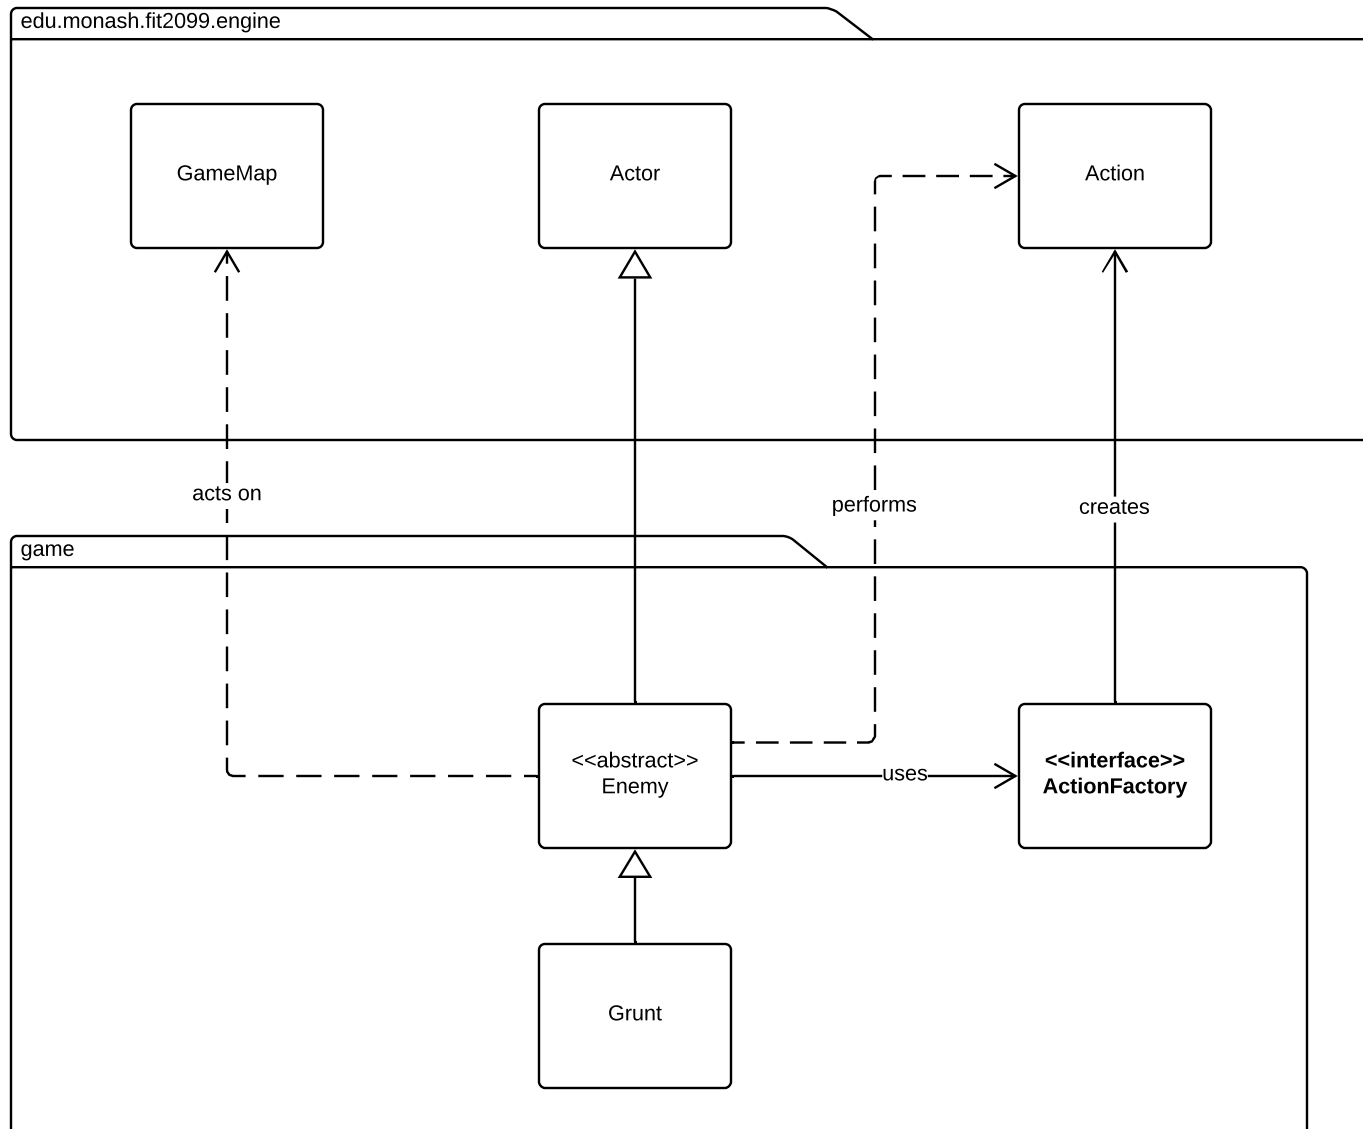 edu.monash.fit2099.engine
GameMap
Actor
Action
acts on
performs
creates
game
<<abstract>>
Enemy
uses
<<interface>>
ActionFactory
Grunt